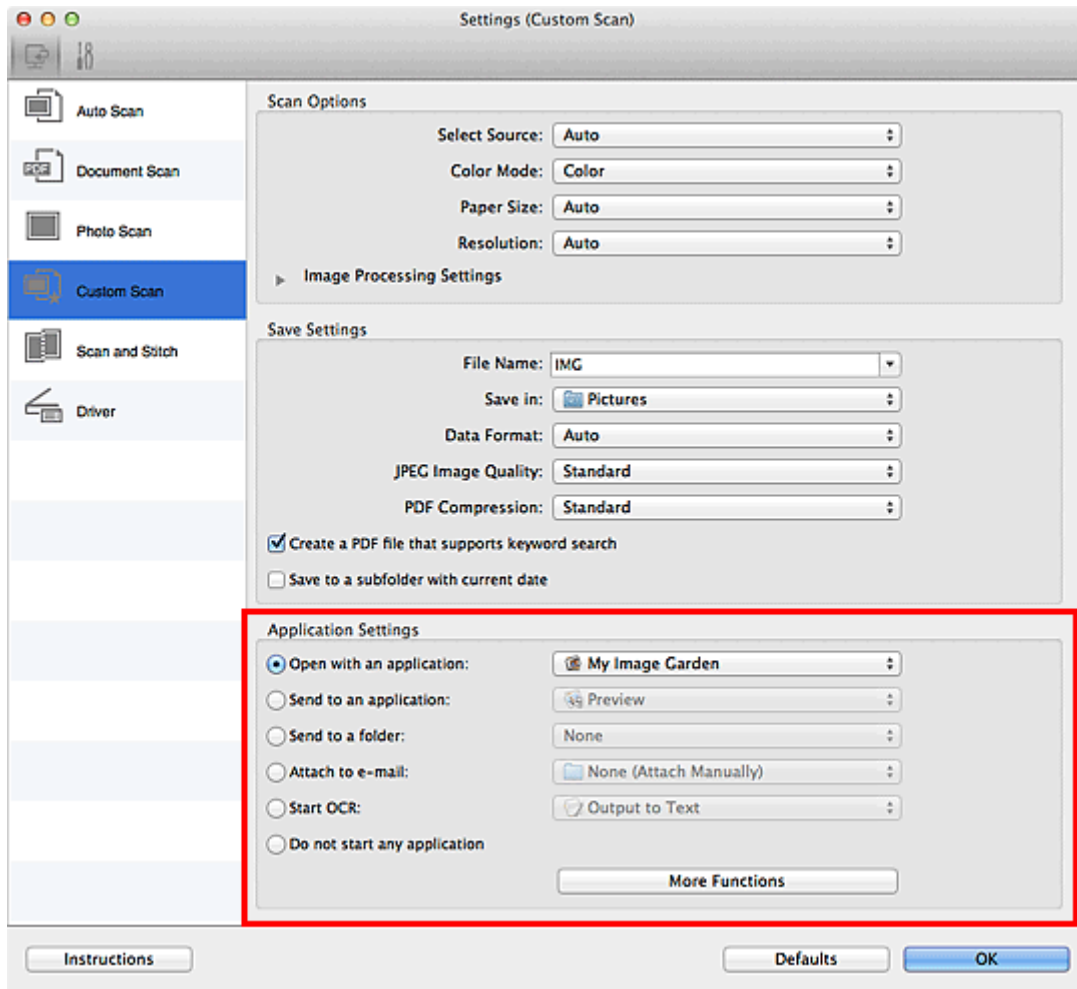 Settings (Custom Scan)
Auto Scan
PDF
Document Scan
Photo Scan
Custom Scan
Scan and Stitch
Driver
Scan Options
Select Source: Auto
Color Mode: Color
Paper Size: Auto
Resolution: Auto
Image Processing Settings
Save Settings
File Name: IMG
Save in: Pictures
Data Format: Auto
JPEG Image Quality: Standard
PDF Compression: Standard
Create a PDF file that supports keyword search
Save to a subfolder with current date
Application Settings
Open with an application: My Image Garden
Send to an application: Preview
Send to a folder: None
Attach to e-mail: None (Attach Manually)
Start OCR: Output to Text
Do not start any application
More Functions
Instructions Defaults OK